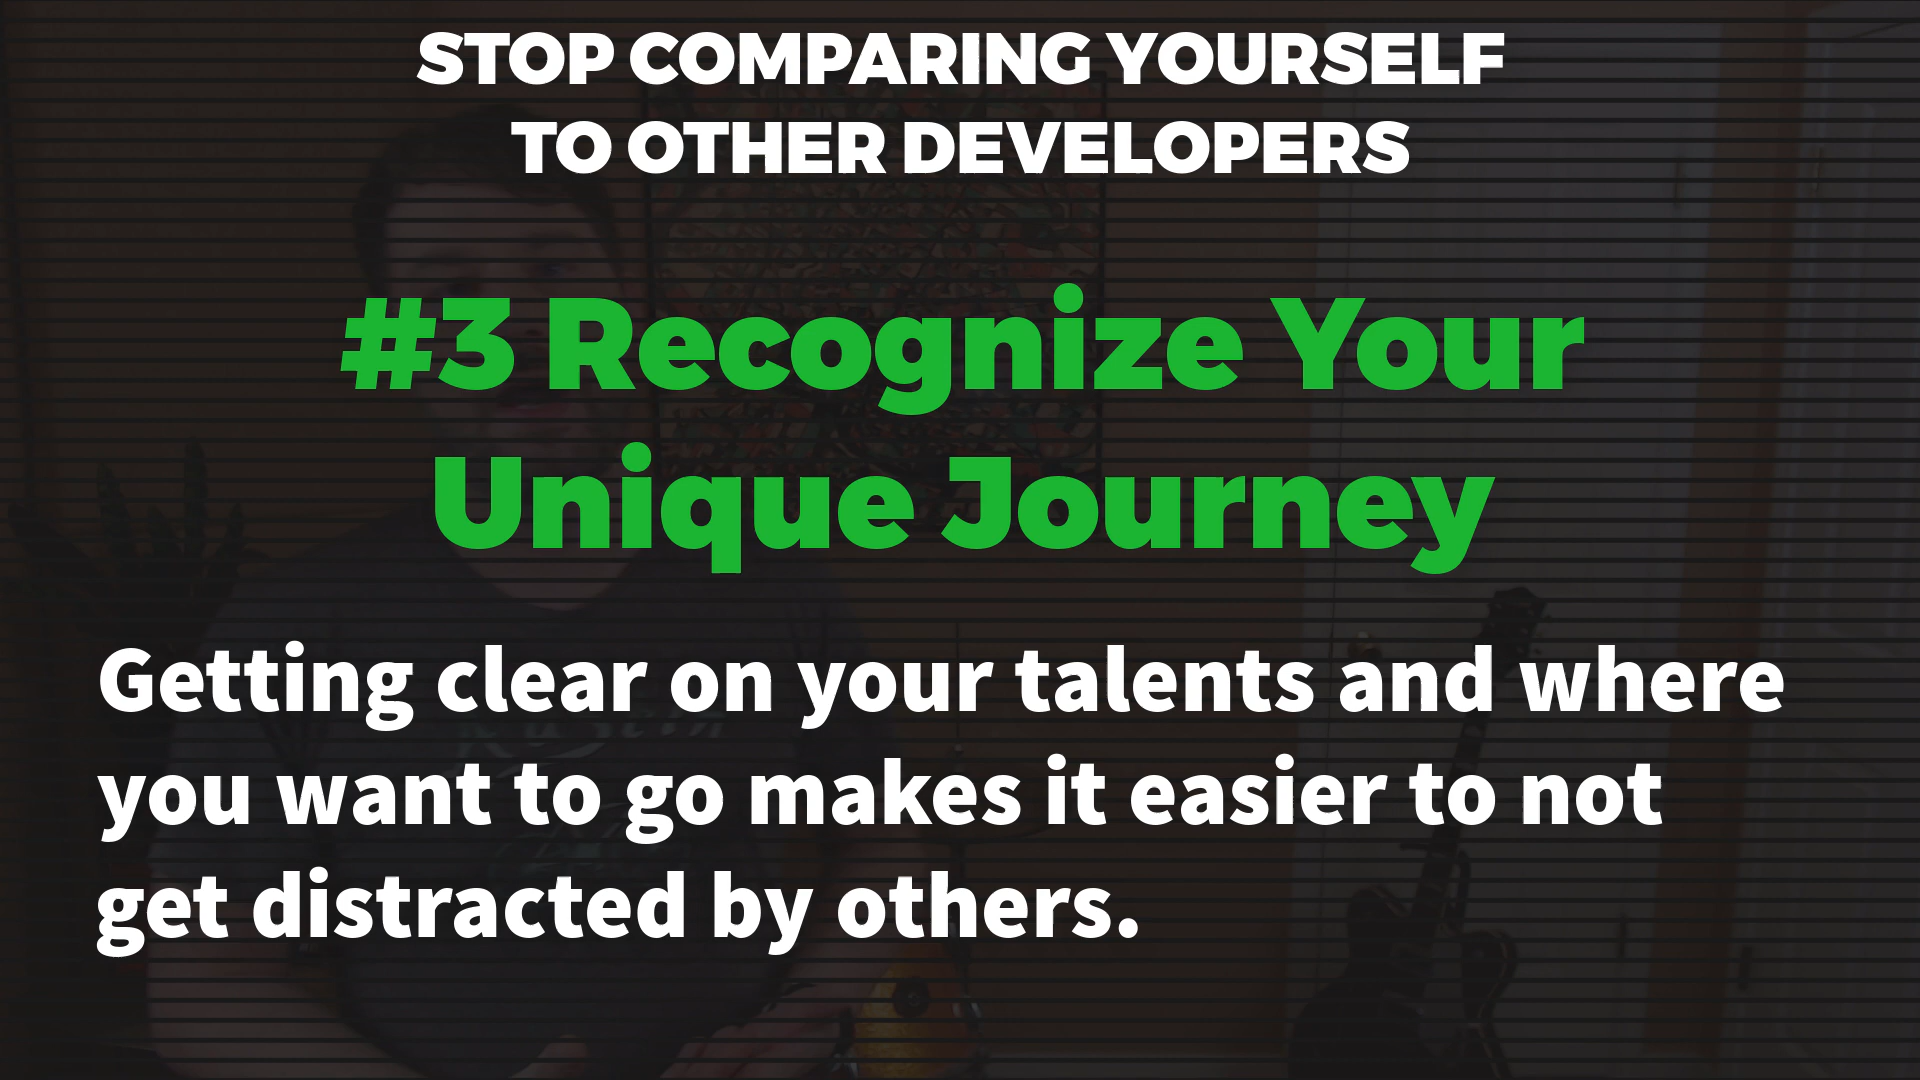 STOP COMPARING YOURSELF
TO OTHER DEVELOPERS
#3 Recognize Your
Unique Journey
Getting clear on your talents and where
you want to go makes it easier to not
get distracted by others.